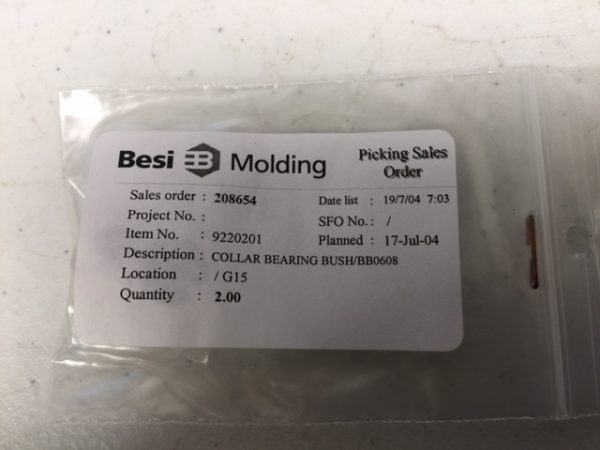 Besi B Molding
Picking Sales
Order
Sales order : 208654
Date list : 19/7/04 7:03
Project No. :
SFO No. : /
Item No. : 9220201
Planned : 17-Jul-04
Description : COLLAR BEARING BUSH/BB0608
Location : / G15
Quantity : 2.00